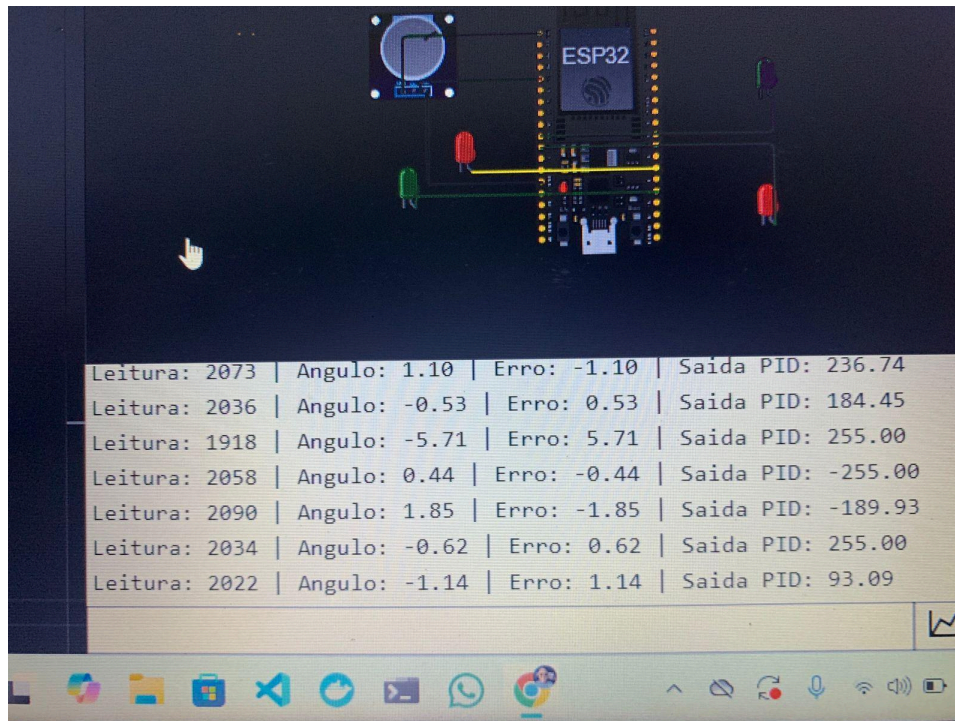 ESP32
Leitura: 2073 | Angulo: 1.10 | Erro: -1.10 | Saida PID: 236.74
Leitura: 2036 | Angulo: -0.53 | Erro: 0.53 | Saida PID: 184.45
Leitura: 1918 | Angulo: -5.71 | Erro: 5.71 | Saida PID: 255.00
Leitura: 2058 | Angulo: 0.44 | Erro: -0.44 | Saida PID: -255.00
Leitura: 2090 | Angulo: 1.85 | Erro: -1.85 | Saida PID: -189.93
Leitura: 2034 | Angulo: -0.62 | Erro: 0.62 | Saida PID: 255.00
Leitura: 2022 | Angulo: -1.14 | Erro: 1.14 | Saida PID: 93.09